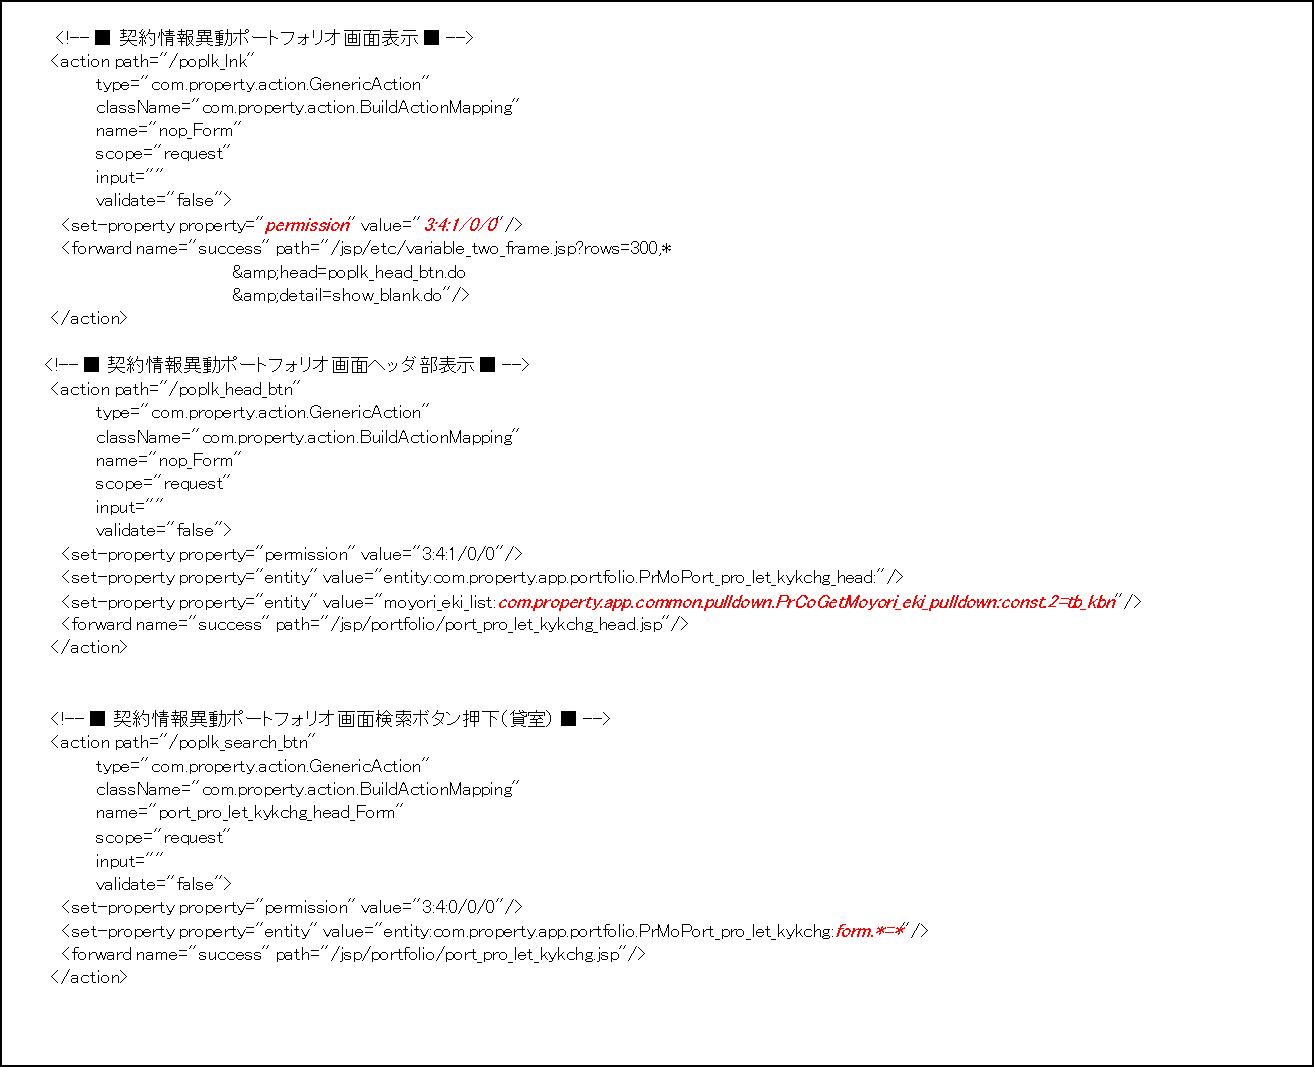 <!-- ■ 契約情報異動ポートフォリオ画面表示 ■ -->
<action path="/poplk_lnk"
type="com.property.action.GenericAction"
className="com.property.action.BuildActionMapping"
name="nop_Form"
scope="request"
input=""
validate="false">
<set-property property="permission" value="3:4:1/0/0"/>
<forward name="success" path="/jsp/etc/variable_two_frame.jsp?rows=300,*
&amp;head=poplk_head_btn.do
&amp;detail=show_blank.do"/>
</action>
<!-- ■ 契約情報異動ポートフォリオ画面ヘッダ部表示 ■ -->
<action path="/poplk_head_btn"
type="com.property.action.GenericAction"
className="com.property.action.BuildActionMapping"
name="nop_Form"
scope="request"
input=""
validate="false">
<set-property property="permission" value="3:4:1/0/0"/>
<set-property property="entity" value="entity:com.property.app.portfolio.PrMoPort_pro_let_kykchg_head:"/>
<set-property property="entity" value="moyori_eki_list:com.property.app.common.pulldown.PrCoGetMoyori_eki_pulldown:const.2=tb_kbn"/>
<forward name="success" path="/jsp/portfolio/port_pro_let_kykchg_head.jsp"/>
</action>
<!-- ■ 契約情報異動ポートフォリオ画面検索ボタン押下（貸室） ■ -->
<action path="/poplk_search_btn"
type="com.property.action.GenericAction"
className="com.property.action.BuildActionMapping"
name="port_pro_let_kykchg_head_Form"
scope="request"
input=""
validate="false">
<set-property property="permission" value="3:4:0/0/0"/>
<set-property property="entity" value="entity:com.property.app.portfolio.PrMoPort_pro_let_kykchg:form.*=*"/>
<forward name="success" path="/jsp/portfolio/port_pro_let_kykchg.jsp"/>
</action>